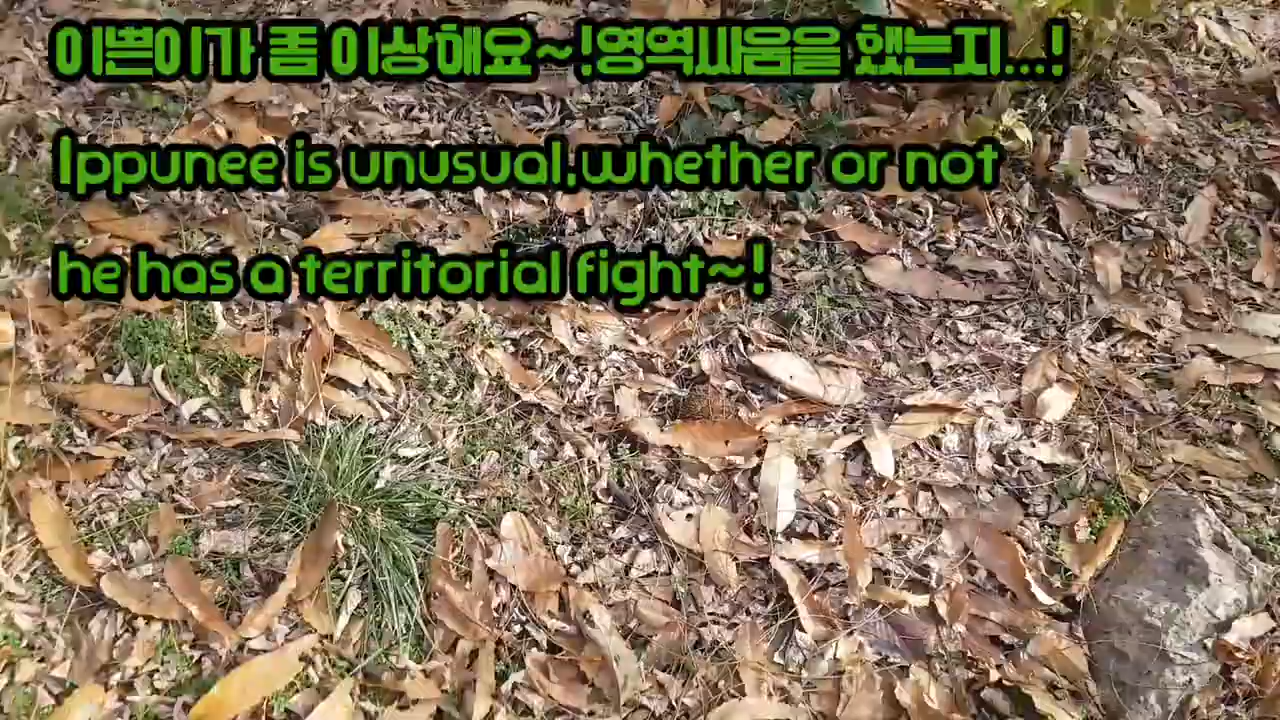 이쁜이가 좀 이상해요~!영역싸움을 했는지...!
Ippunee is unusual,whether or not
he has a territorial fight~!